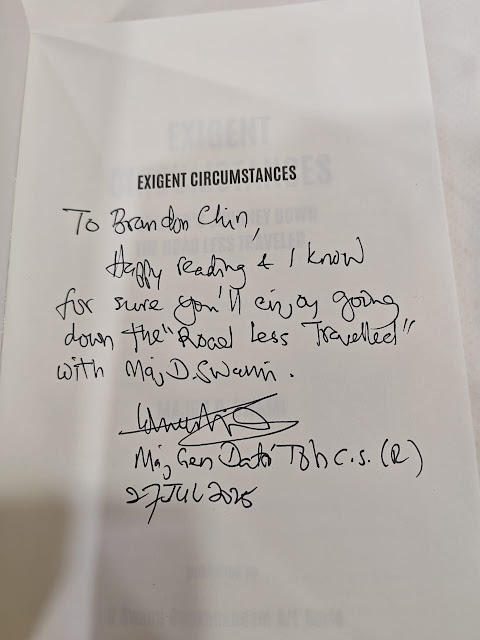 EXIGENT CIRCUMSTANCES
To Brandon Chin,
Happy reading & I know
for sure you'll enjoy going
down the "Road Less Travelled"
with Maj D. Swami.
Maj Gen Dato' Toh C.S. (R)
27 JUL 2025